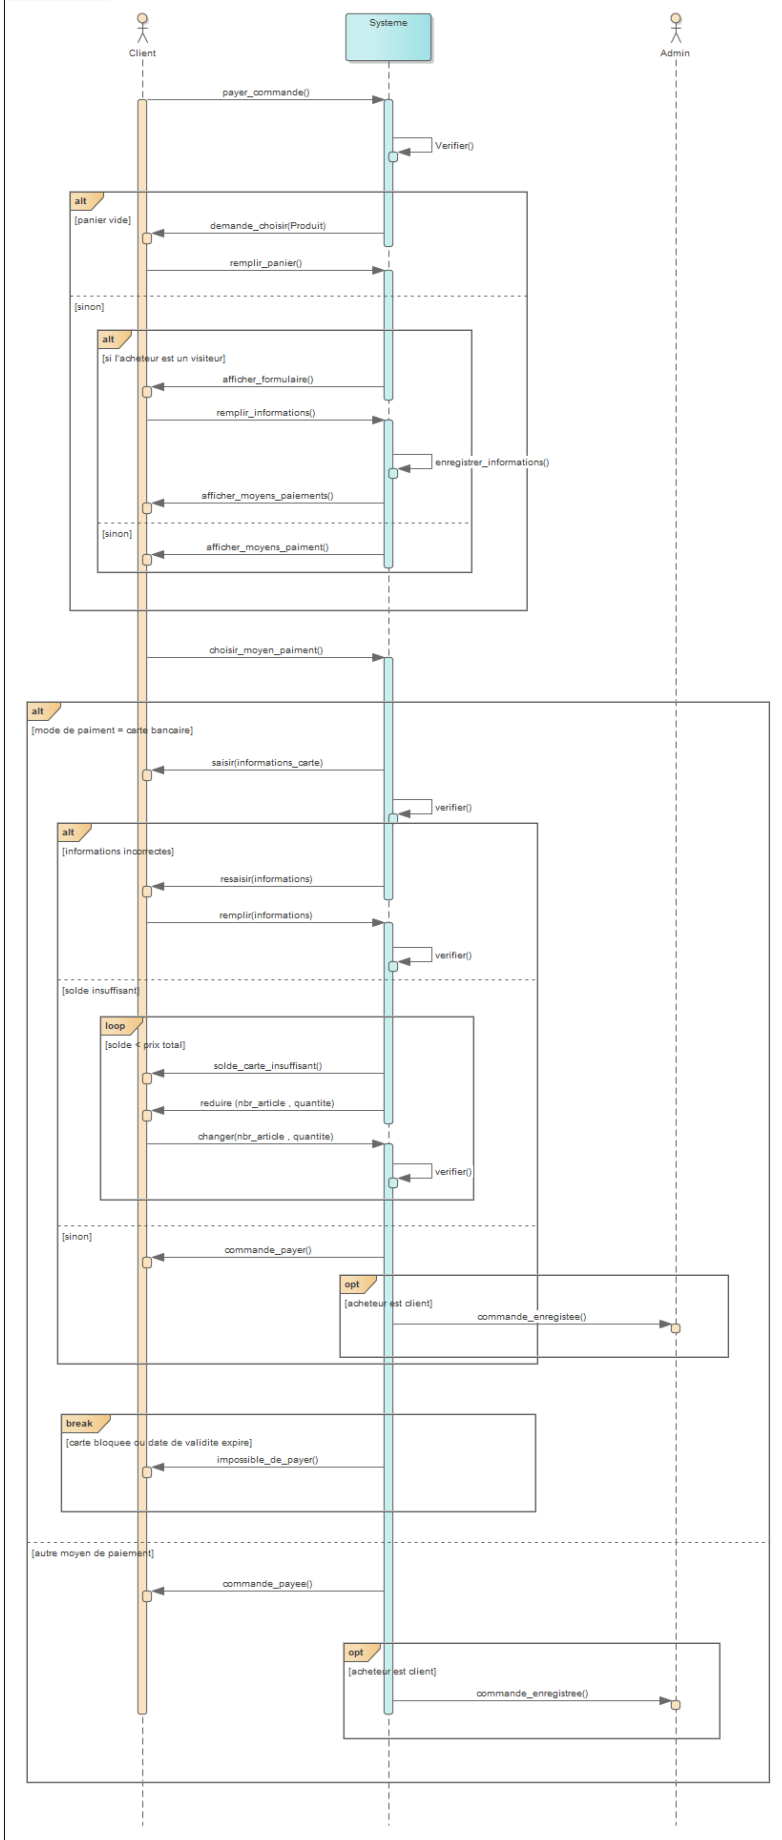 Client
Systeme
Admin
payer_commande()
Verifier()
alt
[panier vide]
demande_choisir(Produit)
remplir_panier()
[sinon]
alt
[si l'acheteur est un visiteur]
afficher_formulaire()
remplir_informations()
enregistrer_informations()
afficher_moyens_paiements()
[sinon]
afficher_moyens_paiment()
choisir_moyen_paiment()
alt
[mode de paiment = carte bancaire]
saisir(informations_carte)
verifier()
alt
[informations incorrectes]
resaisir(informations)
remplir(informations)
verifier()
[solde insuffisant]
loop
[solde < prix total]
solde_carte_insuffisant()
reduire (nbr_article , quantite)
changer(nbr_article , quantite)
verifier()
[sinon]
commande_payer()
opt
[acheteur est client]
commande_enregistee()
break
[carte bloquee ou date de validite expire]
impossible_de_payer()
[autre moyen de paiement]
commande_payee()
opt
[acheteur est client]
commande_enregistree()